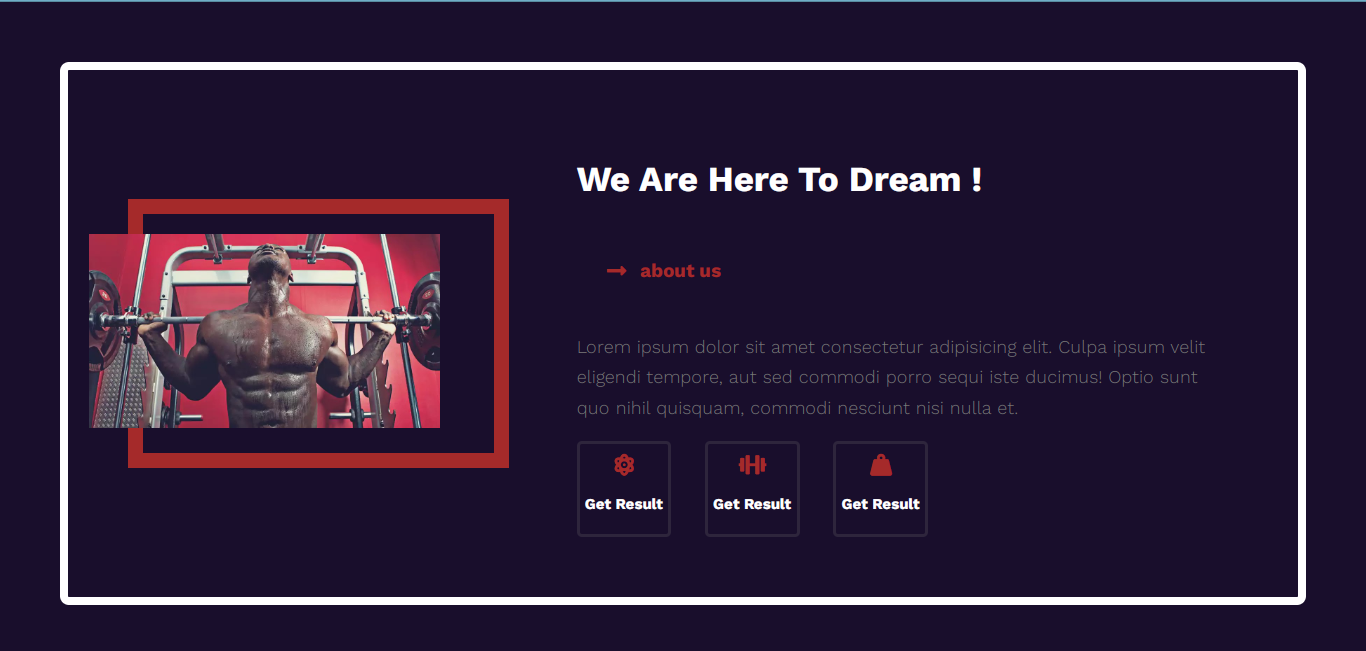 We Are Here To Dream !
about us
Lorem ipsum dolor sit amet consectetur adipisicing elit. Culpa ipsum velit
eligendi tempore, aut sed commodi porro sequi iste ducimus! Optio sunt
quo nihil quisquam, commodi nesciunt nisi nulla et.
Get Result
Get Result
Get Result